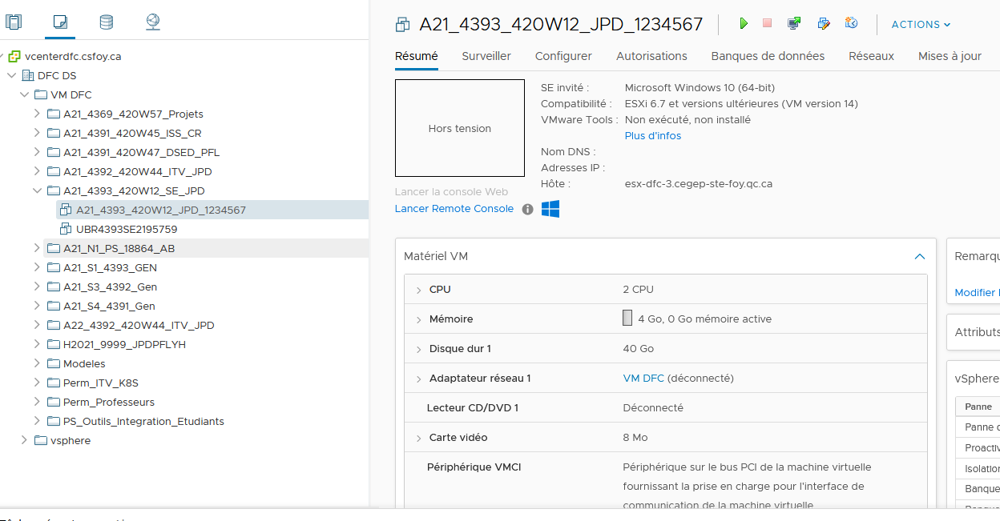 vcenterdfc.csfoy.ca
DFC DS
VM DFC
A21_4369_420W57_Projets
A21_4391_420W45_ISS_CR
A21_4391_420W47_DSED_PFL
A21_4392_420W44_ITV_JPD
A21_4393_420W12_SE_JPD
A21_4393_420W12_JPD_1234567
UBR4393SE2195759
A21_N1_PS_18864_AB
A21_S1_4393_GEN
A21_S3_4392_Gen
A21_S4_4391_Gen
A22_4392_420W44_ITV_JPD
H2021_9999_JPDPFLYH
Modeles
Perm_ITV_K8S
Perm_Professeurs
PS_Outils_Integration_Etudiants
vsphere
A21_4393_420W12_JPD_1234567 ACTIONS
Résumé Surveiller Configurer Autorisations Banques de données Réseaux Mises à jour
Hors tension
Lancer la console Web
Lancer Remote Console
SE invité : Microsoft Windows 10 (64-bit)
Compatibilité : ESXi 6.7 et versions ultérieures (VM version 14)
VMware Tools : Non exécuté, non installé
Plus d'infos
Nom DNS :
Adresses IP :
Hôte : esx-dfc-3.cegep-ste-foy.qc.ca
Matériel VM
CPU 2 CPU
Mémoire 4 Go, 0 Go mémoire active
Disque dur 1 40 Go
Adaptateur réseau 1 VM DFC (déconnecté)
Lecteur CD/DVD 1 Déconnecté
Carte vidéo 8 Mo
Périphérique VMCI Périphérique sur le bus PCI de la machine virtuelle
fournissant la prise en charge pour l'interface de
communication de la machine virtuelle
Remarqu
Modifier
Attributs
vSphere
Panne
Panne
Proactiv
Isolation
Banque